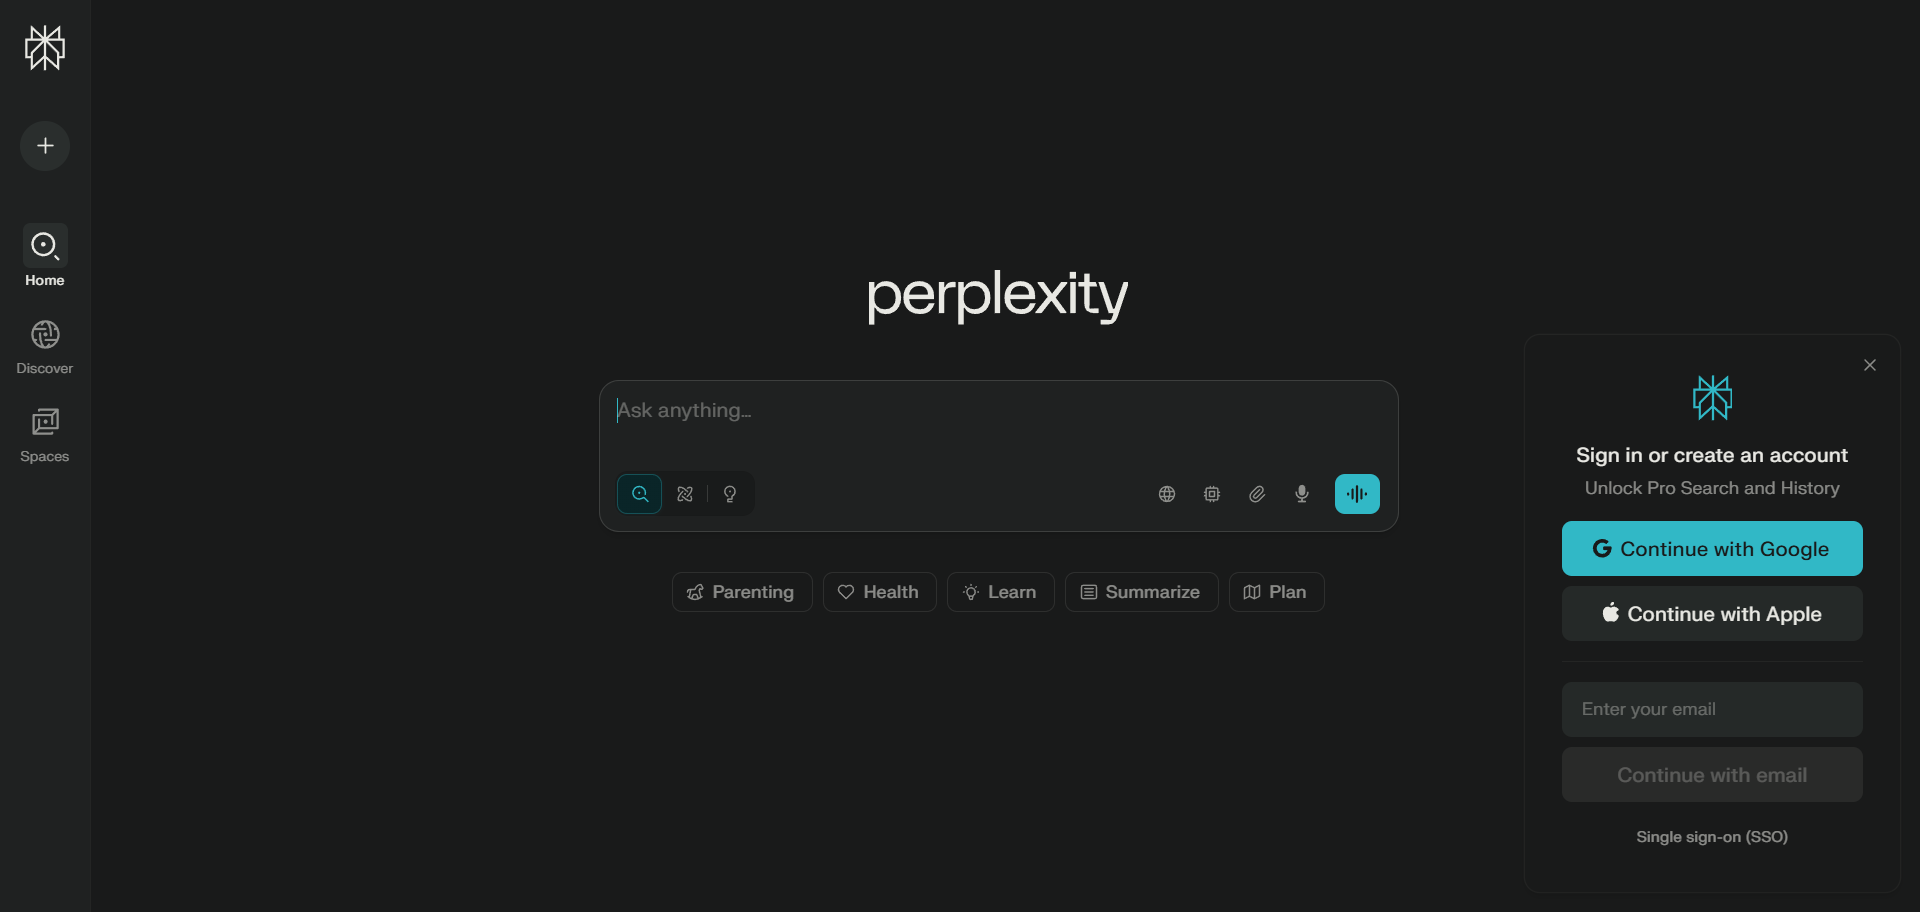 Home
Discover
Spaces
perplexity
Ask anything...
Parenting
Health
Learn
Summarize
Plan
Sign in or create an account
Unlock Pro Search and History
Continue with Google
Continue with Apple
Enter your email
Continue with email
Single sign-on (SSO)